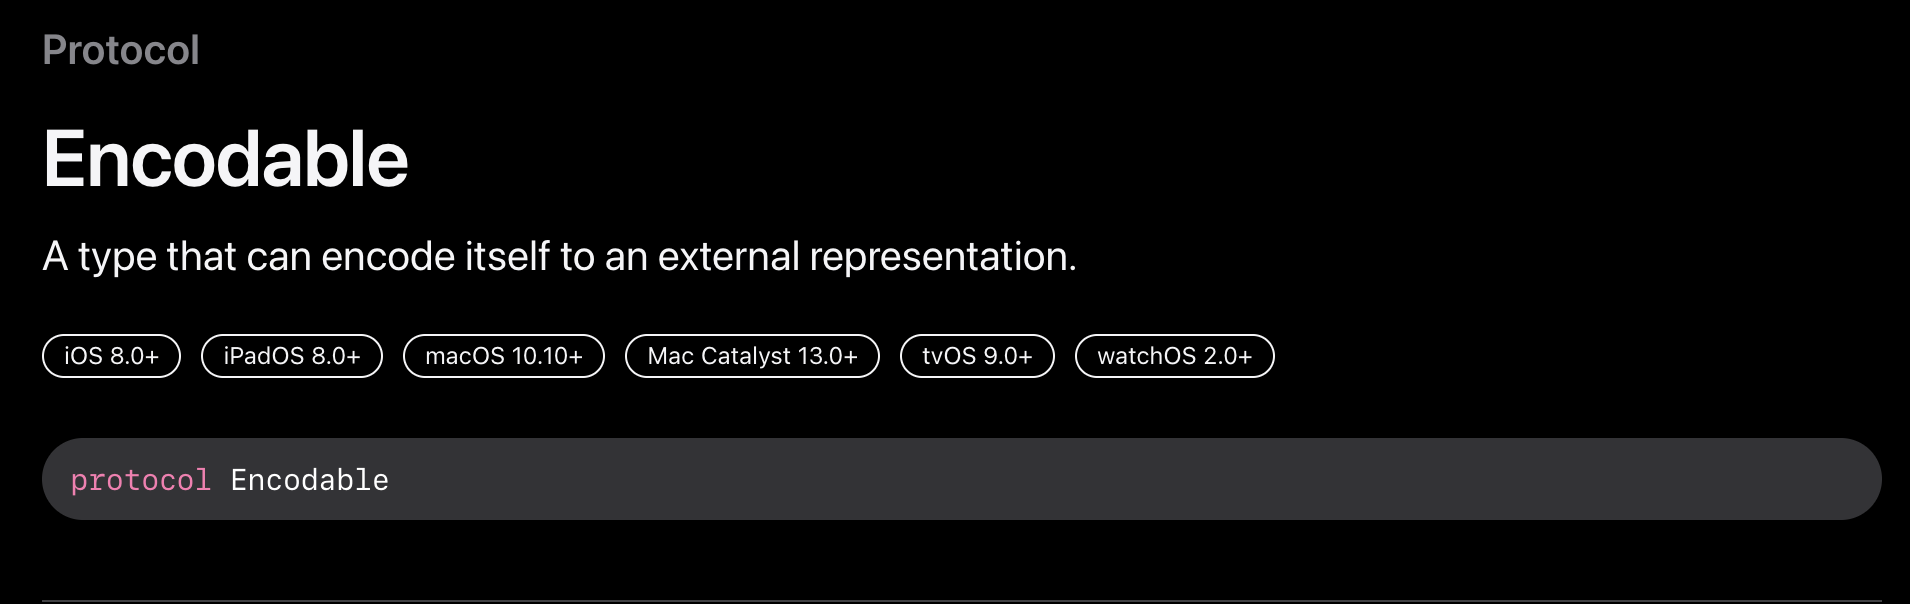 Protocol
Encodable
A type that can encode itself to an external representation.
iOS 8.0+ iPadOS 8.0+ macOS 10.10+ Mac Catalyst 13.0+ tvOS 9.0+ watchOS 2.0+
protocol Encodable